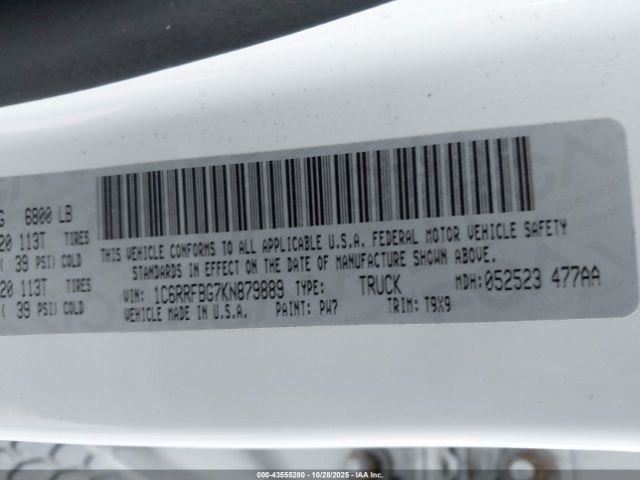 G 6800 LB
20 113T TIRES
( 39 PSI) COLD
20 113T TIRES
( 39 PSI) COLD
THIS VEHICLE CONFORMS TO ALL APPLICABLE U.S.A. FEDERAL MOTOR VEHICLE SAFETY
STANDARDS IN EFFECT ON THE DATE OF MANUFACTURE SHOWN ABOVE.
VIN: 1C6RRFBG7KN879889 TYPE: TRUCK MDH:052523 477AA
VEHICLE MADE IN U.S.A. PAINT: PW7 TRIM: T9X9
000-43555280 - 10/28/2025 - IAA Inc.